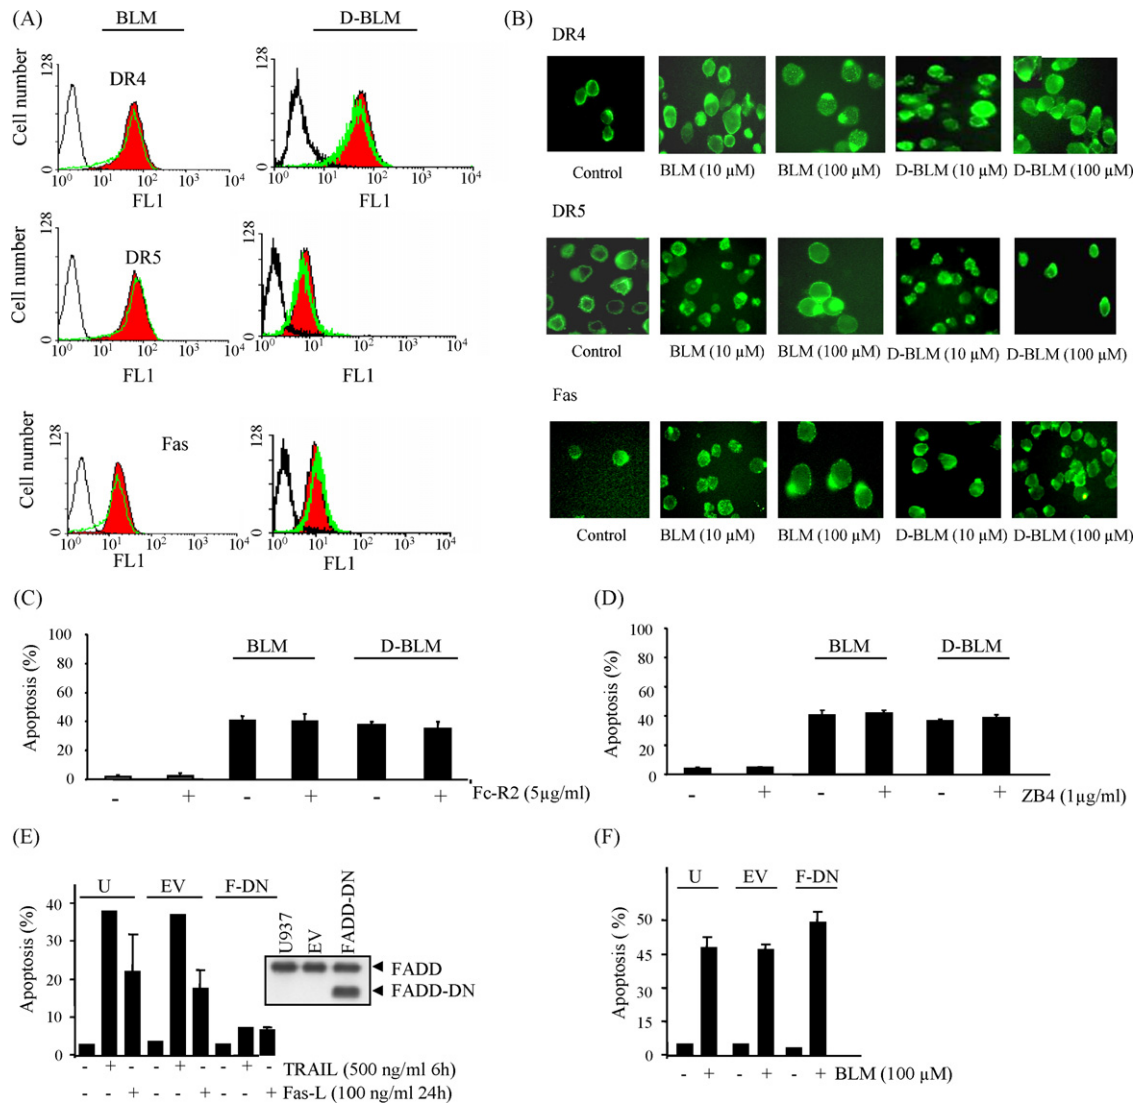 (A)
BLM
D-BLM
Cell number
128
0
DR4
10⁰ 10¹ 10² 10³ 10⁴
FL1
128
0
10⁰ 10¹ 10² 10³ 10⁴
FL1
Cell number
128
0
DR5
10⁰ 10¹ 10² 10³ 10⁴
FL1
128
0
10⁰ 10¹ 10² 10³ 10⁴
FL1
Cell number
128
0
Fas
10⁰ 10¹ 10² 10³ 10⁴
FL1
128
0
10⁰ 10¹ 10² 10³ 10⁴
FL1
(B)
DR4
Control BLM (10 µM) BLM (100 µM) D-BLM (10 µM) D-BLM (100 µM)
DR5
Control BLM (10 µM) BLM (100 µM) D-BLM (10 µM) D-BLM (100 µM)
Fas
Control BLM (10 µM) BLM (100 µM) D-BLM (10 µM) D-BLM (100 µM)
(C)
Apoptosis (%)
100
80
60
40
20
0
BLM D-BLM
- + - + - + Fc-R2 (5µg/ml)
(D)
Apoptosis (%)
100
80
60
40
20
0
BLM D-BLM
- + - + - + ZB4 (1µg/ml)
(E)
Apoptosis (%)
40
30
20
10
0
U EV F-DN
U937
EV
FADD-DN
FADD
FADD-DN
- + - - + - - + - TRAIL (500 ng/ml 6h)
- - + - - + - - + Fas-L (100 ng/ml 24h)
(F)
Apoptosis ( %)
50
45
30
15
0
U EV F-DN
- + - + - + BLM (100 µM)